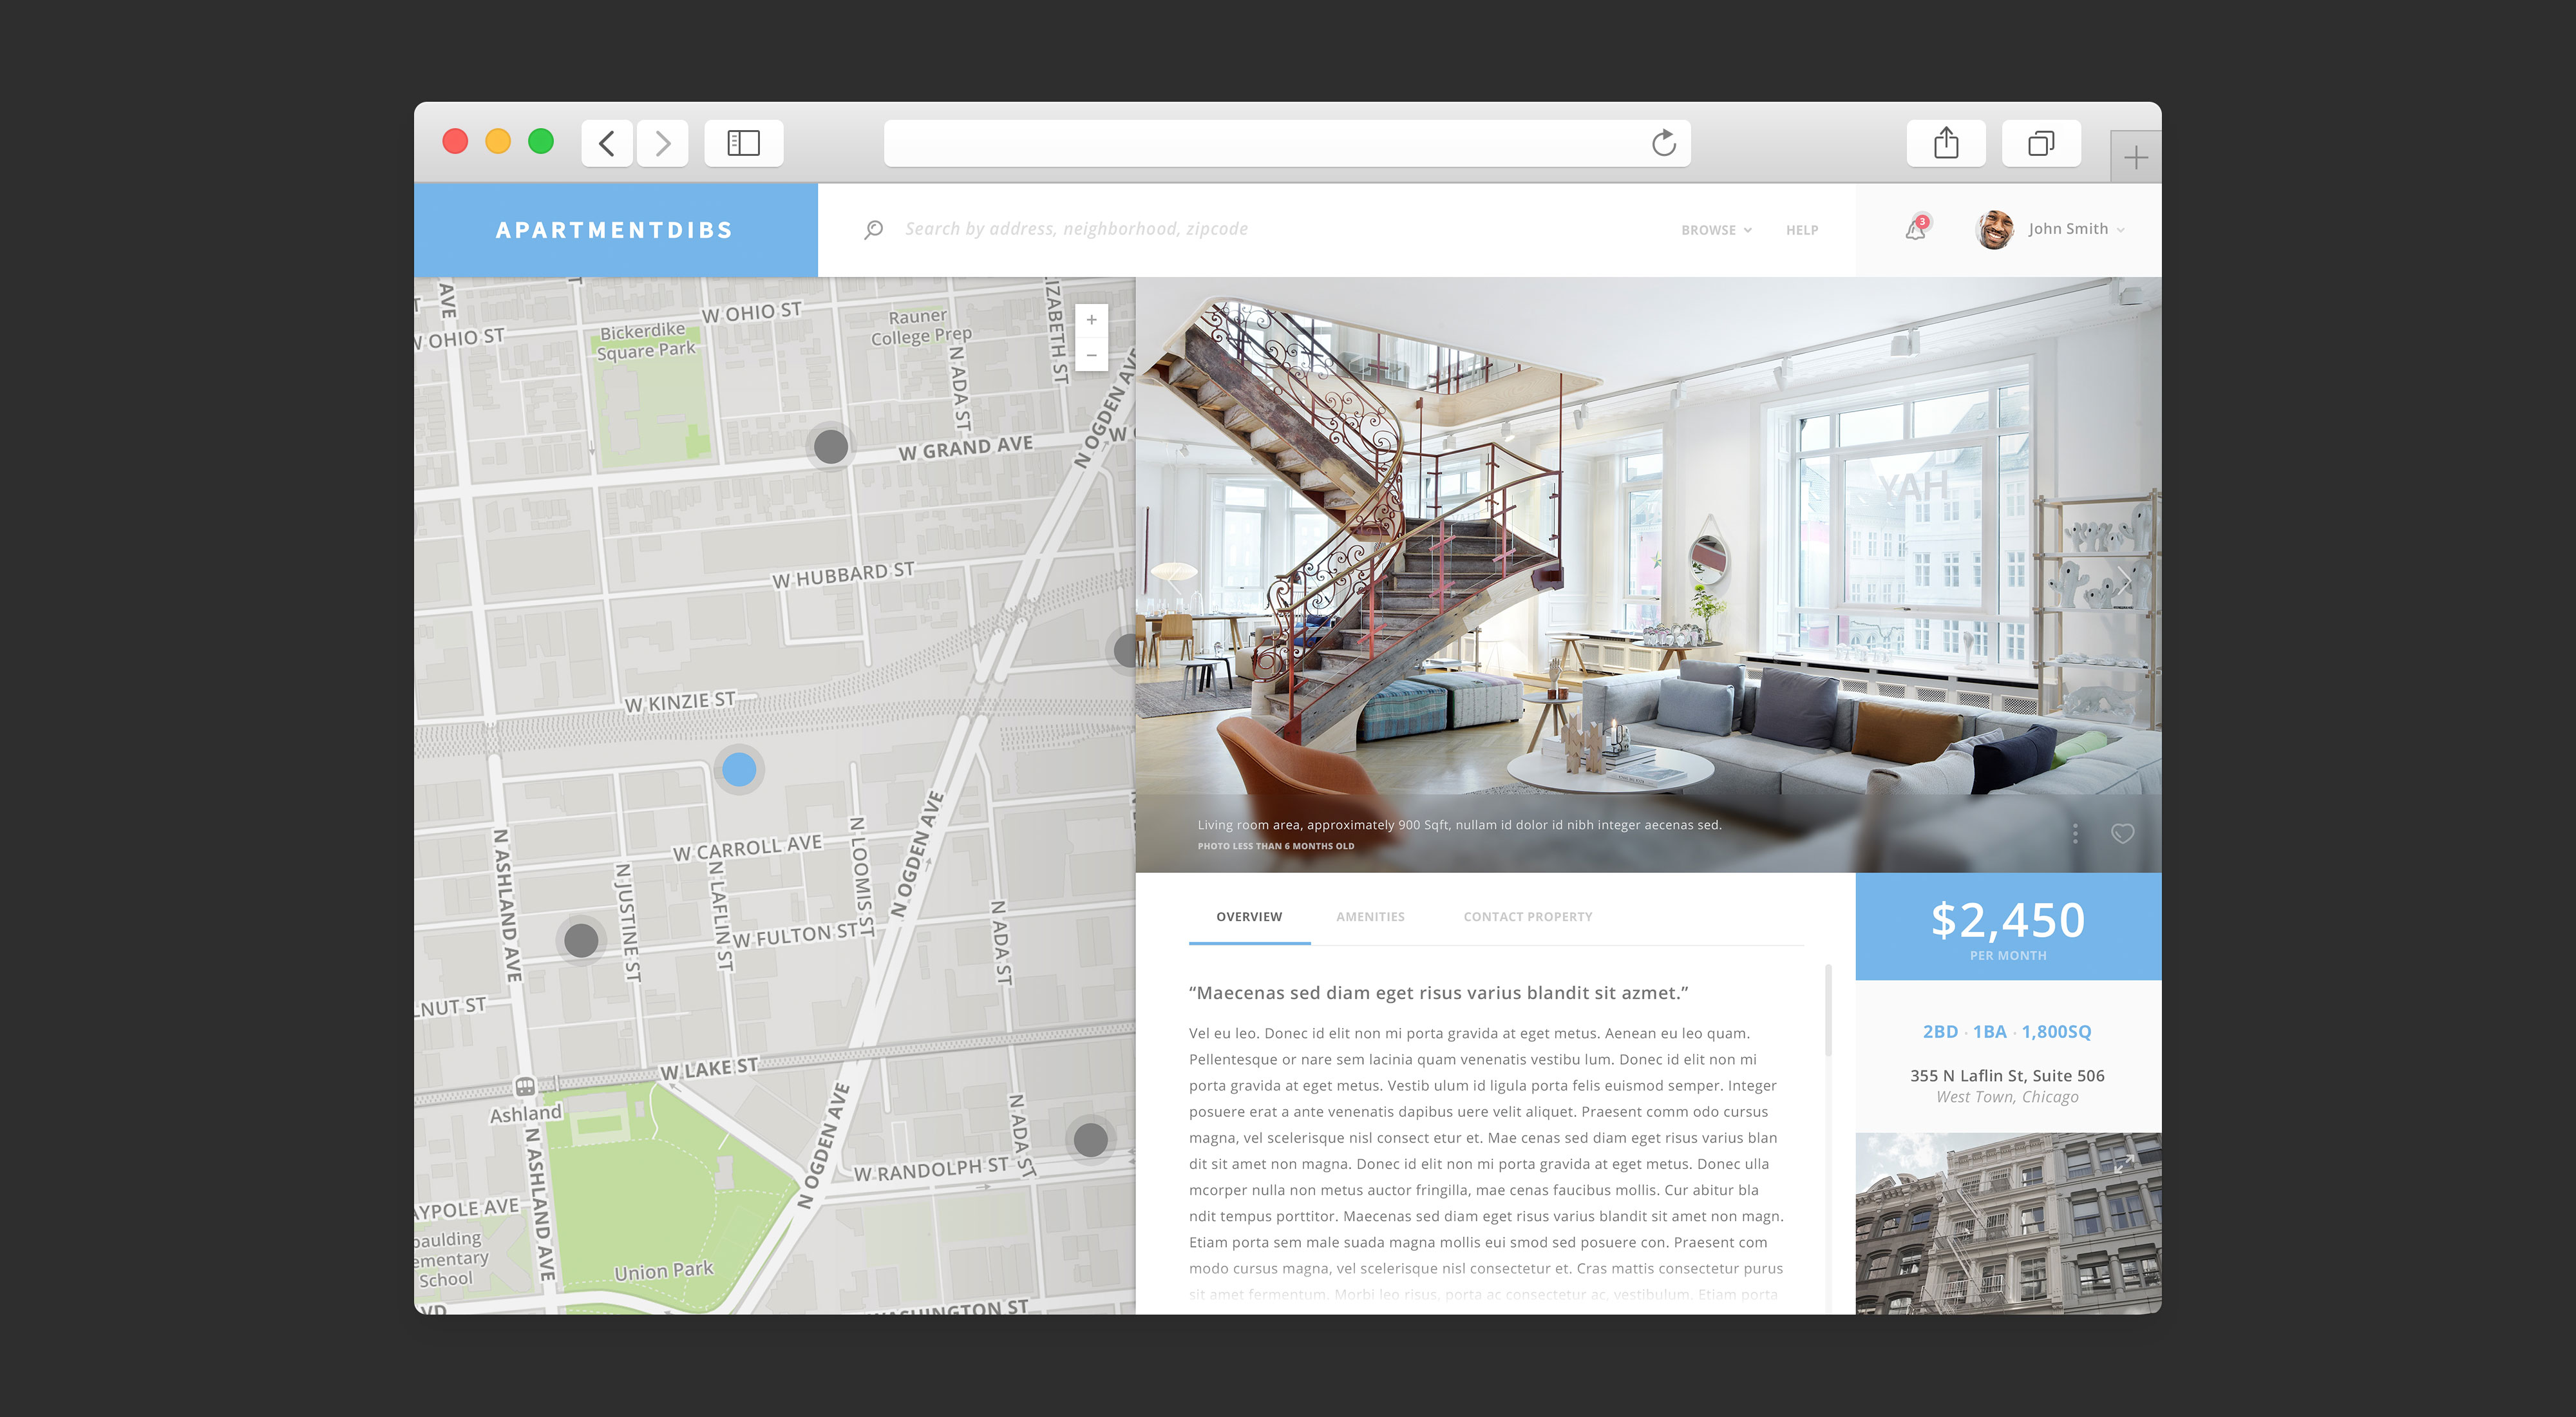 APARTMENTDIBS
Search by address, neighborhood, zipcode
BROWSE
HELP
3
John Smith
AVE
W OHIO ST
OHIO ST
Bickerdike
Square Park
Rauner
College Prep
N ADA ST
N OGDEN AVE
W GRAND AVE
W HUBBARD ST
W KINZIE ST
N ASHLAND AVE
N JUSTINE ST
N LAFLIN ST
W CARROLL AVE
N LOOMIS ST
N OGDEN AVE
W FULTON ST
N ADA ST
W LAKE ST
Ashland
N ASHLAND AVE
N OGDEN AVE
N ADA ST
W RANDOLPH ST
Union Park
School
HAY
Living room area, approximately 900 Sqft, nullam id dolor id nibh integer aecenas sed.
PHOTO LESS THAN 6 MONTHS OLD
OVERVIEW
AMENITIES
CONTACT PROPERTY
“Maecenas sed diam eget risus varius blandit sit azmet.”
Vel eu leo. Donec id elit non mi porta gravida at eget metus. Aenean eu leo quam.
Pellentesque or nare sem lacinia quam venenatis vestibu lum. Donec id elit non mi
porta gravida at eget metus. Vestib ulum id ligula porta felis euismod semper. Integer
posuere erat a ante venenatis dapibus uere velit aliquet. Praesent comm odo cursus
magna, vel scelerisque nisl consect etur et. Mae cenas sed diam eget risus varius blan
dit sit amet non magna. Donec id elit non mi porta gravida at eget metus. Donec ulla
mcorper nulla non metus auctor fringilla, mae cenas faucibus mollis. Cur abitur bla
ndit tempus porttitor. Maecenas sed diam eget risus varius blandit sit amet non magn.
Etiam porta sem male suada magna mollis eui smod sed posuere con. Praesent com
modo cursus magna, vel scelerisque nisl consectetur et. Cras mattis consectetur purus
sit amet fermentum. Morbi leo risus, porta ac consectetur ac, vestibulum. Etiam porta
$2,450
PER MONTH
2BD · 1BA · 1,800SQ
355 N Laflin St, Suite 506
West Town, Chicago